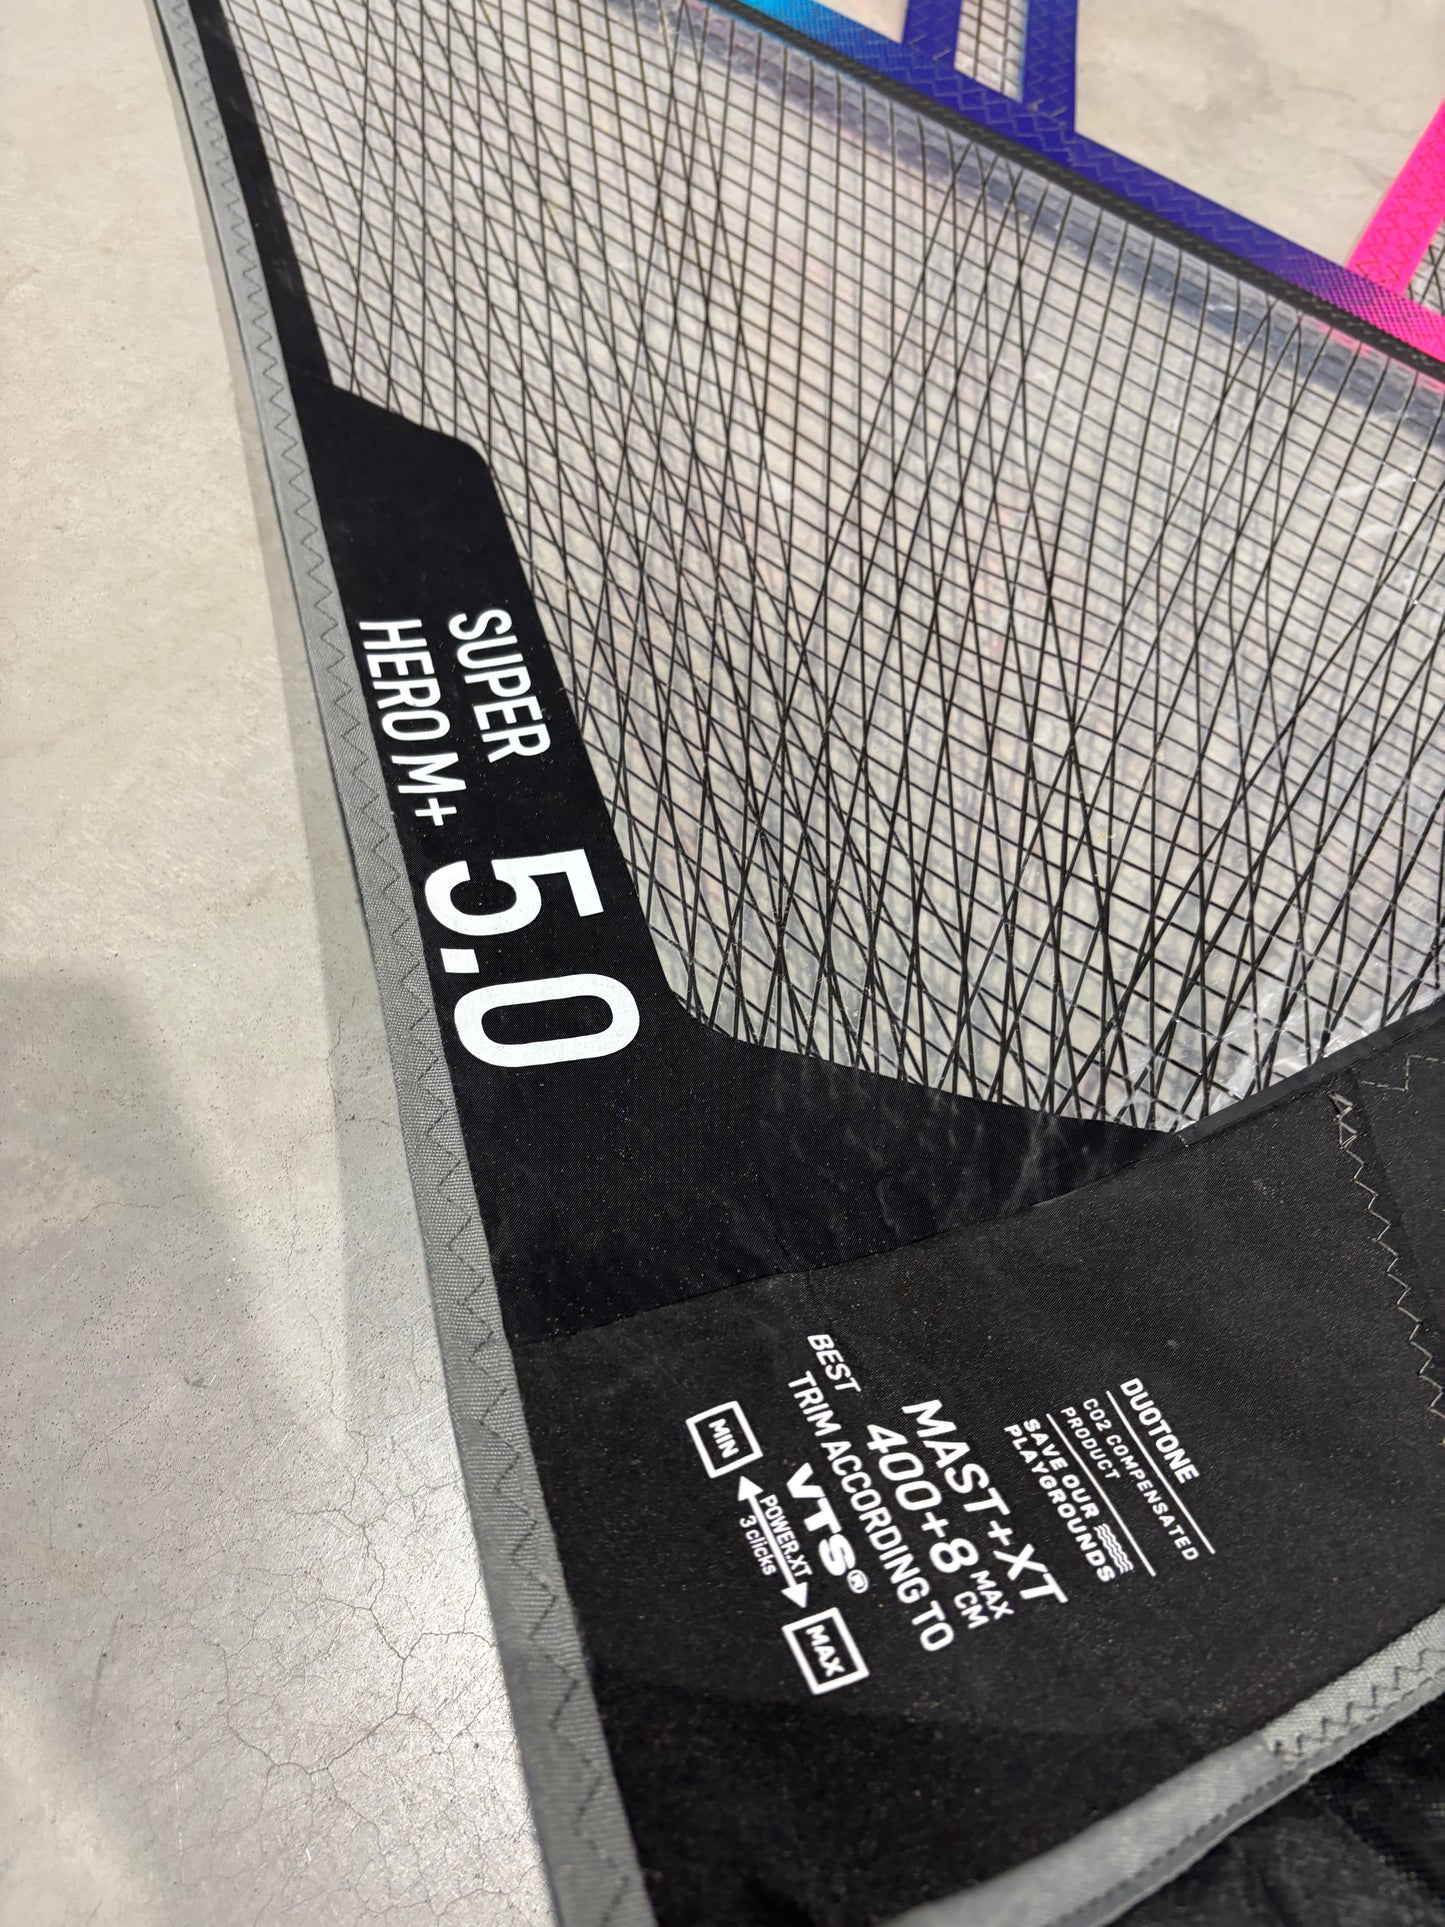 SUPER
HERO M+
5.0
DUOTONE
CO2 COMPENSATED
PRODUCT
SAVE OUR
PLAYGROUNDS
MAST+XT
400+8 MAX CM
BEST
TRIM ACCORDING TO
VTS®
MIN
POWER.XT
3 clicks
MAX